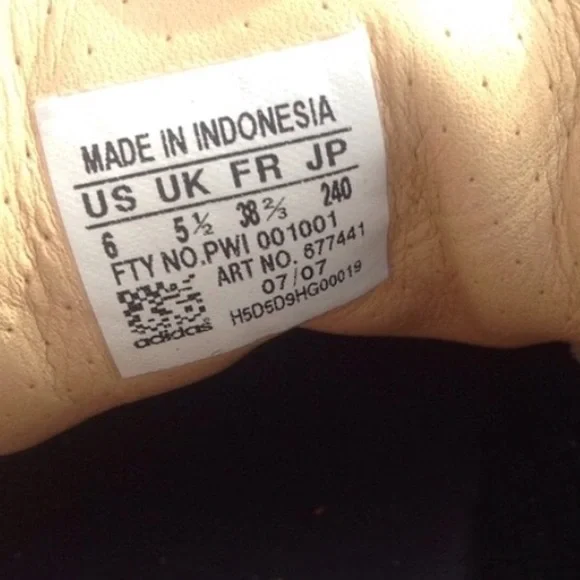 MADE IN INDONESIA
US UK FR JP
6 5½ 38⅔ 240
FTY NO.PWI 001001
ART NO. 677441
07/07
H5D5D9HG00019
adidas